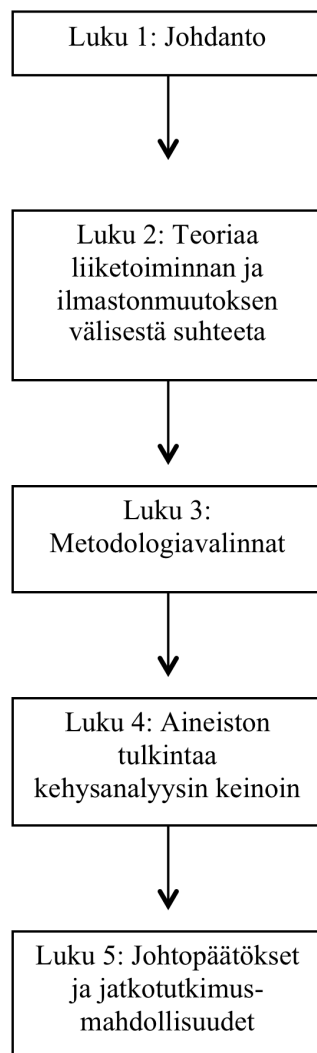 Luku 1: Johdanto
Luku 2: Teoriaa
liiketoiminnan ja
ilmastonmuutoksen
välisestä suhteeta
Luku 3:
Metodologiavalinnat
Luku 4: Aineiston
tulkintaa
kehysanalyysin keinoin
Luku 5: Johtopäätökset
ja jatkotutkimus-
mahdollisuudet